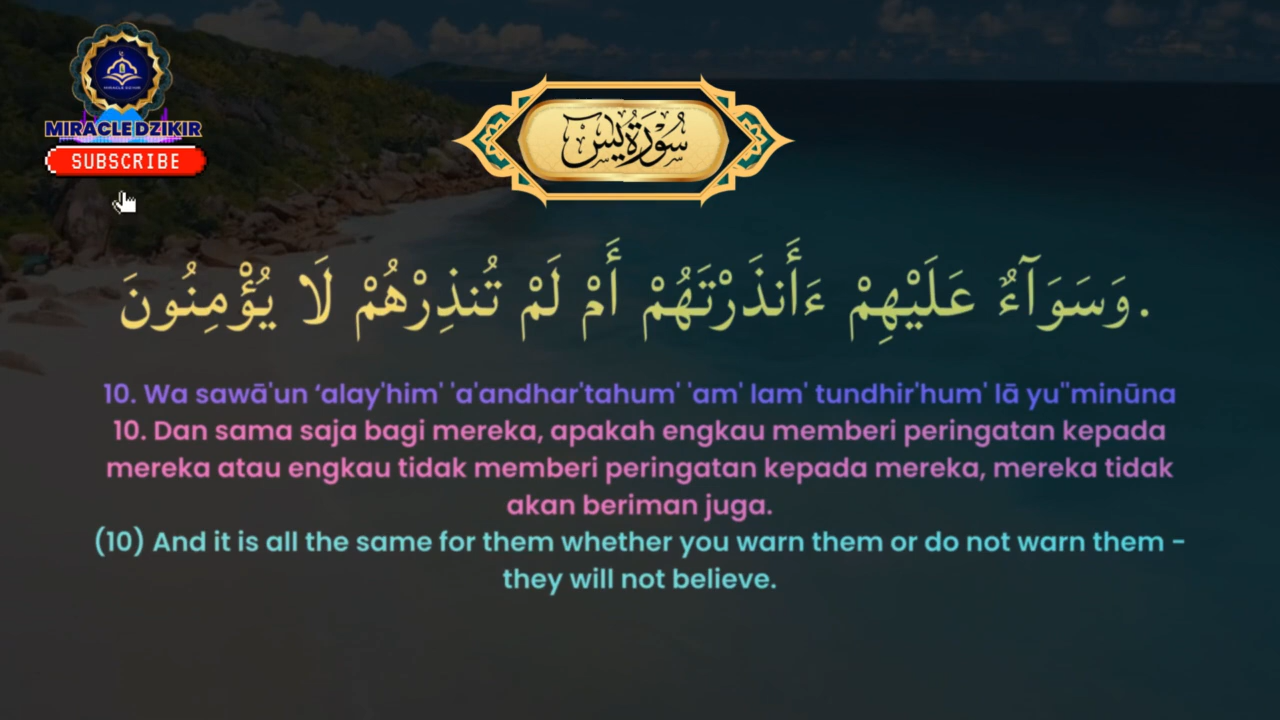 MIRACLE DZIKIR
SUBSCRIBE
سُورَةُ يس
وَسَوَآءٌ عَلَيْهِمْ ءَأَنذَرْتَهُمْ أَمْ لَمْ تُنذِرْهُمْ لَا يُؤْمِنُونَ.
10. Wa sawā'un ‘alay'him' 'a'andhar'tahum' 'am' lam' tundhir'hum' lā yu''minūna
10. Dan sama saja bagi mereka, apakah engkau memberi peringatan kepada
mereka atau engkau tidak memberi peringatan kepada mereka, mereka tidak
akan beriman juga.
(10) And it is all the same for them whether you warn them or do not warn them -
they will not believe.